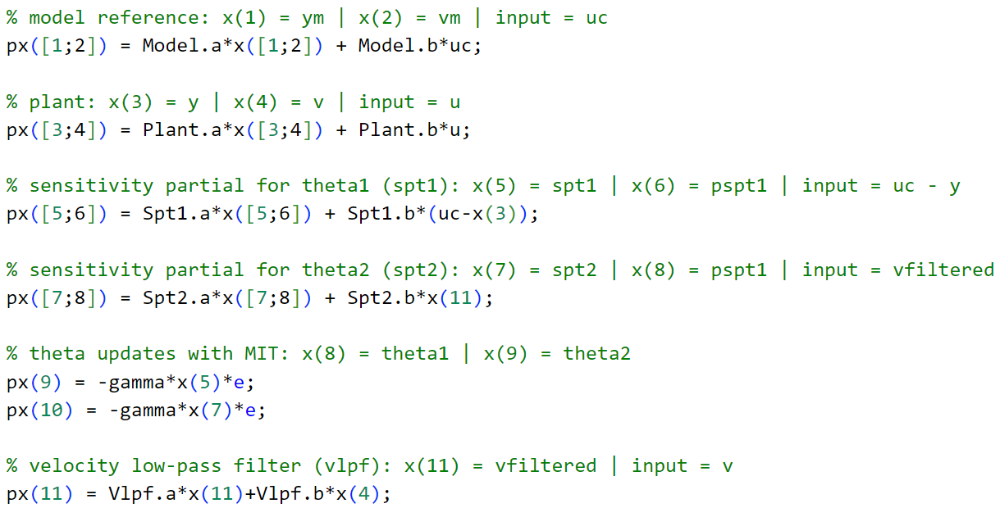 % model reference: x(1) = ym | x(2) = vm | input = uc
px([1;2]) = Model.a*x([1;2]) + Model.b*uc;
% plant: x(3) = y | x(4) = v | input = u
px([3;4]) = Plant.a*x([3;4]) + Plant.b*u;
% sensitivity partial for theta1 (spt1): x(5) = spt1 | x(6) = pspt1 | input = uc - y
px([5;6]) = Spt1.a*x([5;6]) + Spt1.b*(uc-x(3));
% sensitivity partial for theta2 (spt2): x(7) = spt2 | x(8) = pspt1 | input = vfiltered
px([7;8]) = Spt2.a*x([7;8]) + Spt2.b*x(11);
% theta updates with MIT: x(8) = theta1 | x(9) = theta2
px(9) = -gamma*x(5)*e;
px(10) = -gamma*x(7)*e;
% velocity low-pass filter (vlpf): x(11) = vfiltered | input = v
px(11) = Vlpf.a*x(11)+Vlpf.b*x(4);